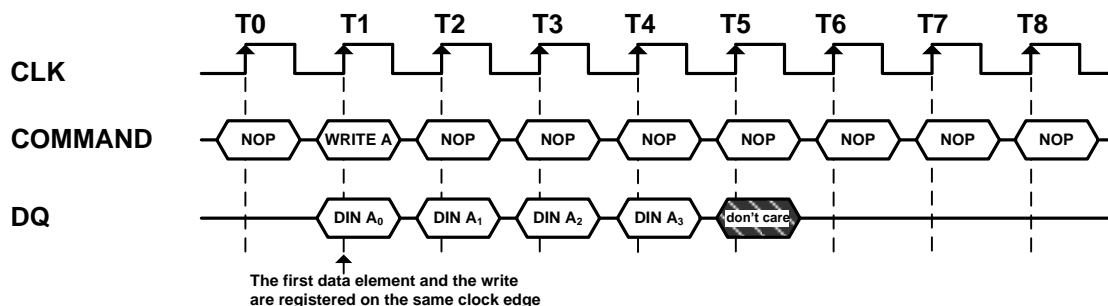 T0 T1 T2 T3 T4 T5 T6 T7 T8
CLK
COMMAND NOP WRITE A NOP NOP NOP NOP NOP NOP NOP
DQ DIN A₀ DIN A₁ DIN A₂ DIN A₃ don't care
The first data element and the write
are registered on the same clock edge